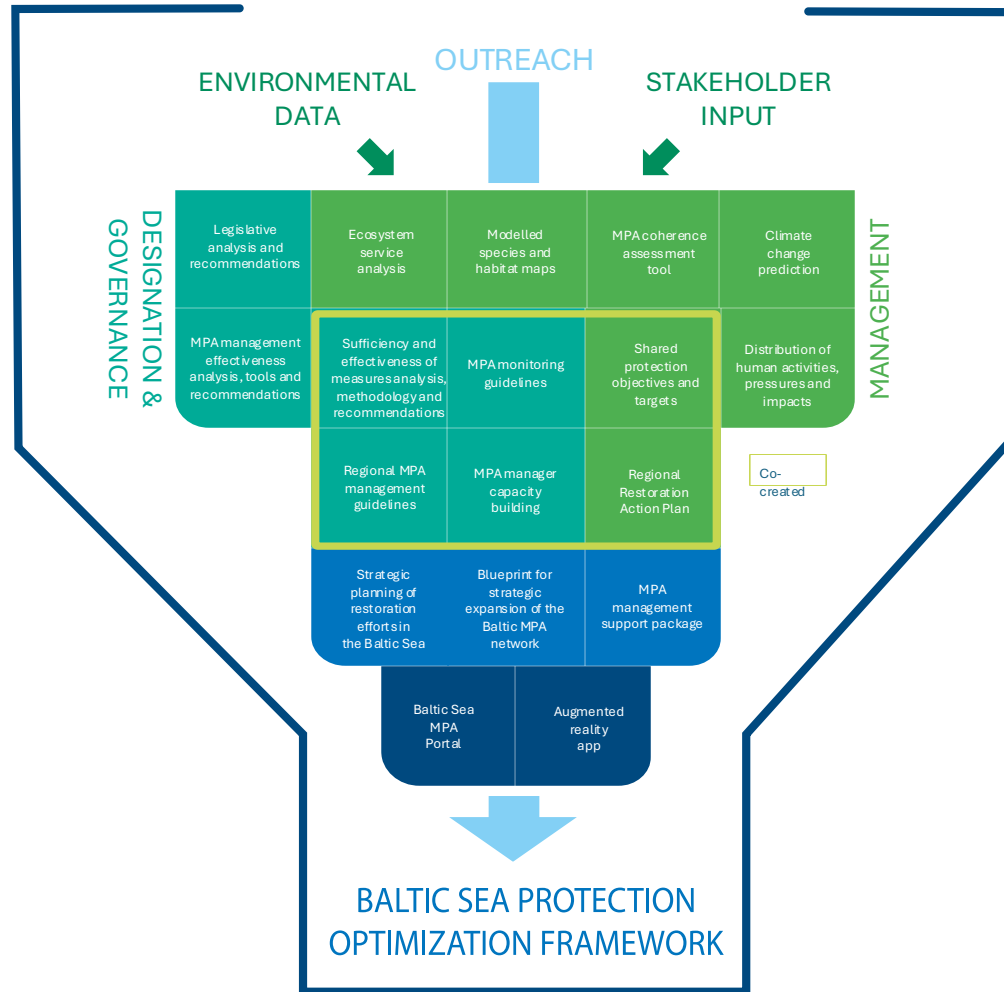 OUTREACH
ENVIRONMENTAL
DATA
STAKEHOLDER
INPUT
DESIGNATION &
GOVERNANCE
Legislative
analysis and
recommendations
Ecosystem
service
analysis
Modelled
species and
habitat maps
MPA coherence
assessment
tool
Climate
change
prediction
MANAGEMENT
MPA management
effectiveness
analysis, tools and
recommendations
Sufficiency and
effectiveness of
measures analysis,
methodology and
recommendations
MPA monitoring
guidelines
Shared
protection
objectives and
targets
Distribution of
human activities,
pressures and
impacts
Regional MPA
management
guidelines
MPA manager
capacity
building
Regional
Restoration
Action Plan
Co-
created
Strategic
planning of
restoration
efforts in
the Baltic Sea
Blueprint for
strategic
expansion of the
Baltic MPA
network
MPA
management
support package
Baltic Sea
MPA
Portal
Augmented
reality
app
BALTIC SEA PROTECTION
OPTIMIZATION FRAMEWORK